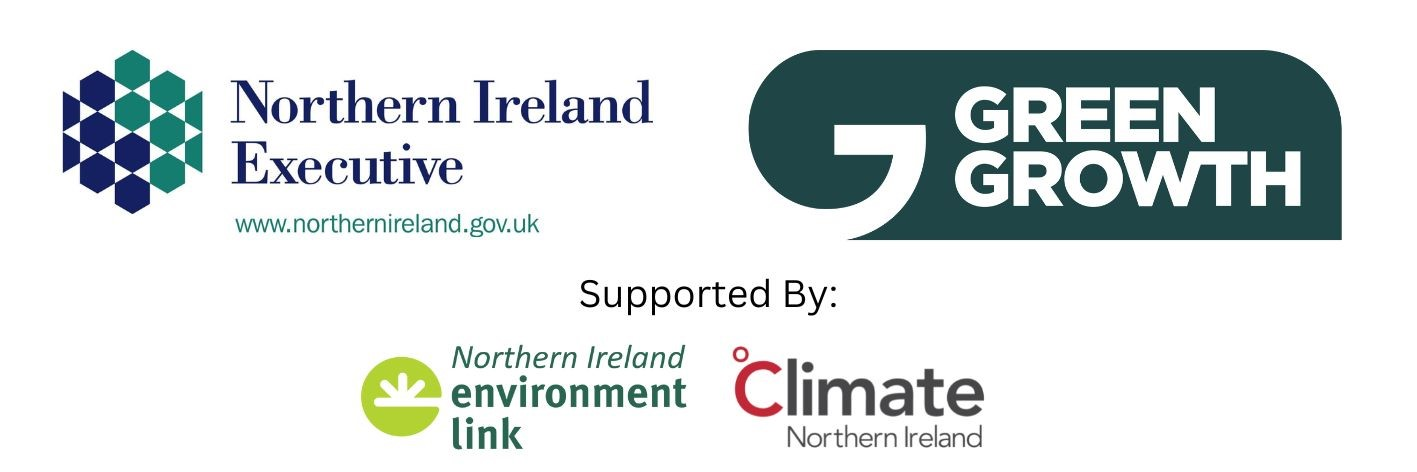 Northern Ireland
Executive
www.northernireland.gov.uk
GREEN
GROWTH
Supported By:
Northern Ireland
environment
link
°Climate
Northern Ireland